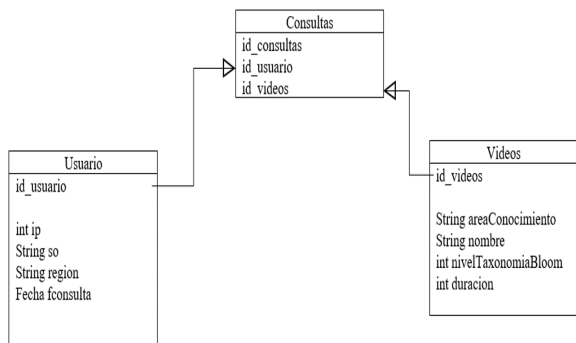 Consultas
id_consultas
id_usuario
id_videos
Usuario
id_usuario
int ip
String so
String region
Fecha fconsulta
Videos
id_videos
String areaConocimiento
String nombre
int nivelTaxonomiaBloom
int duracion